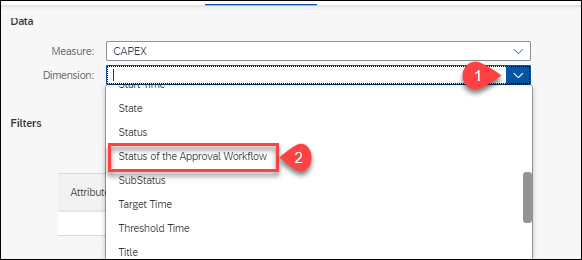 Data
Measure: CAPEX
Dimension: 1
Start Time
State
Filters
Status
Status of the Approval Workflow 2
SubStatus
Attribute
Target Time
Threshold Time
Title